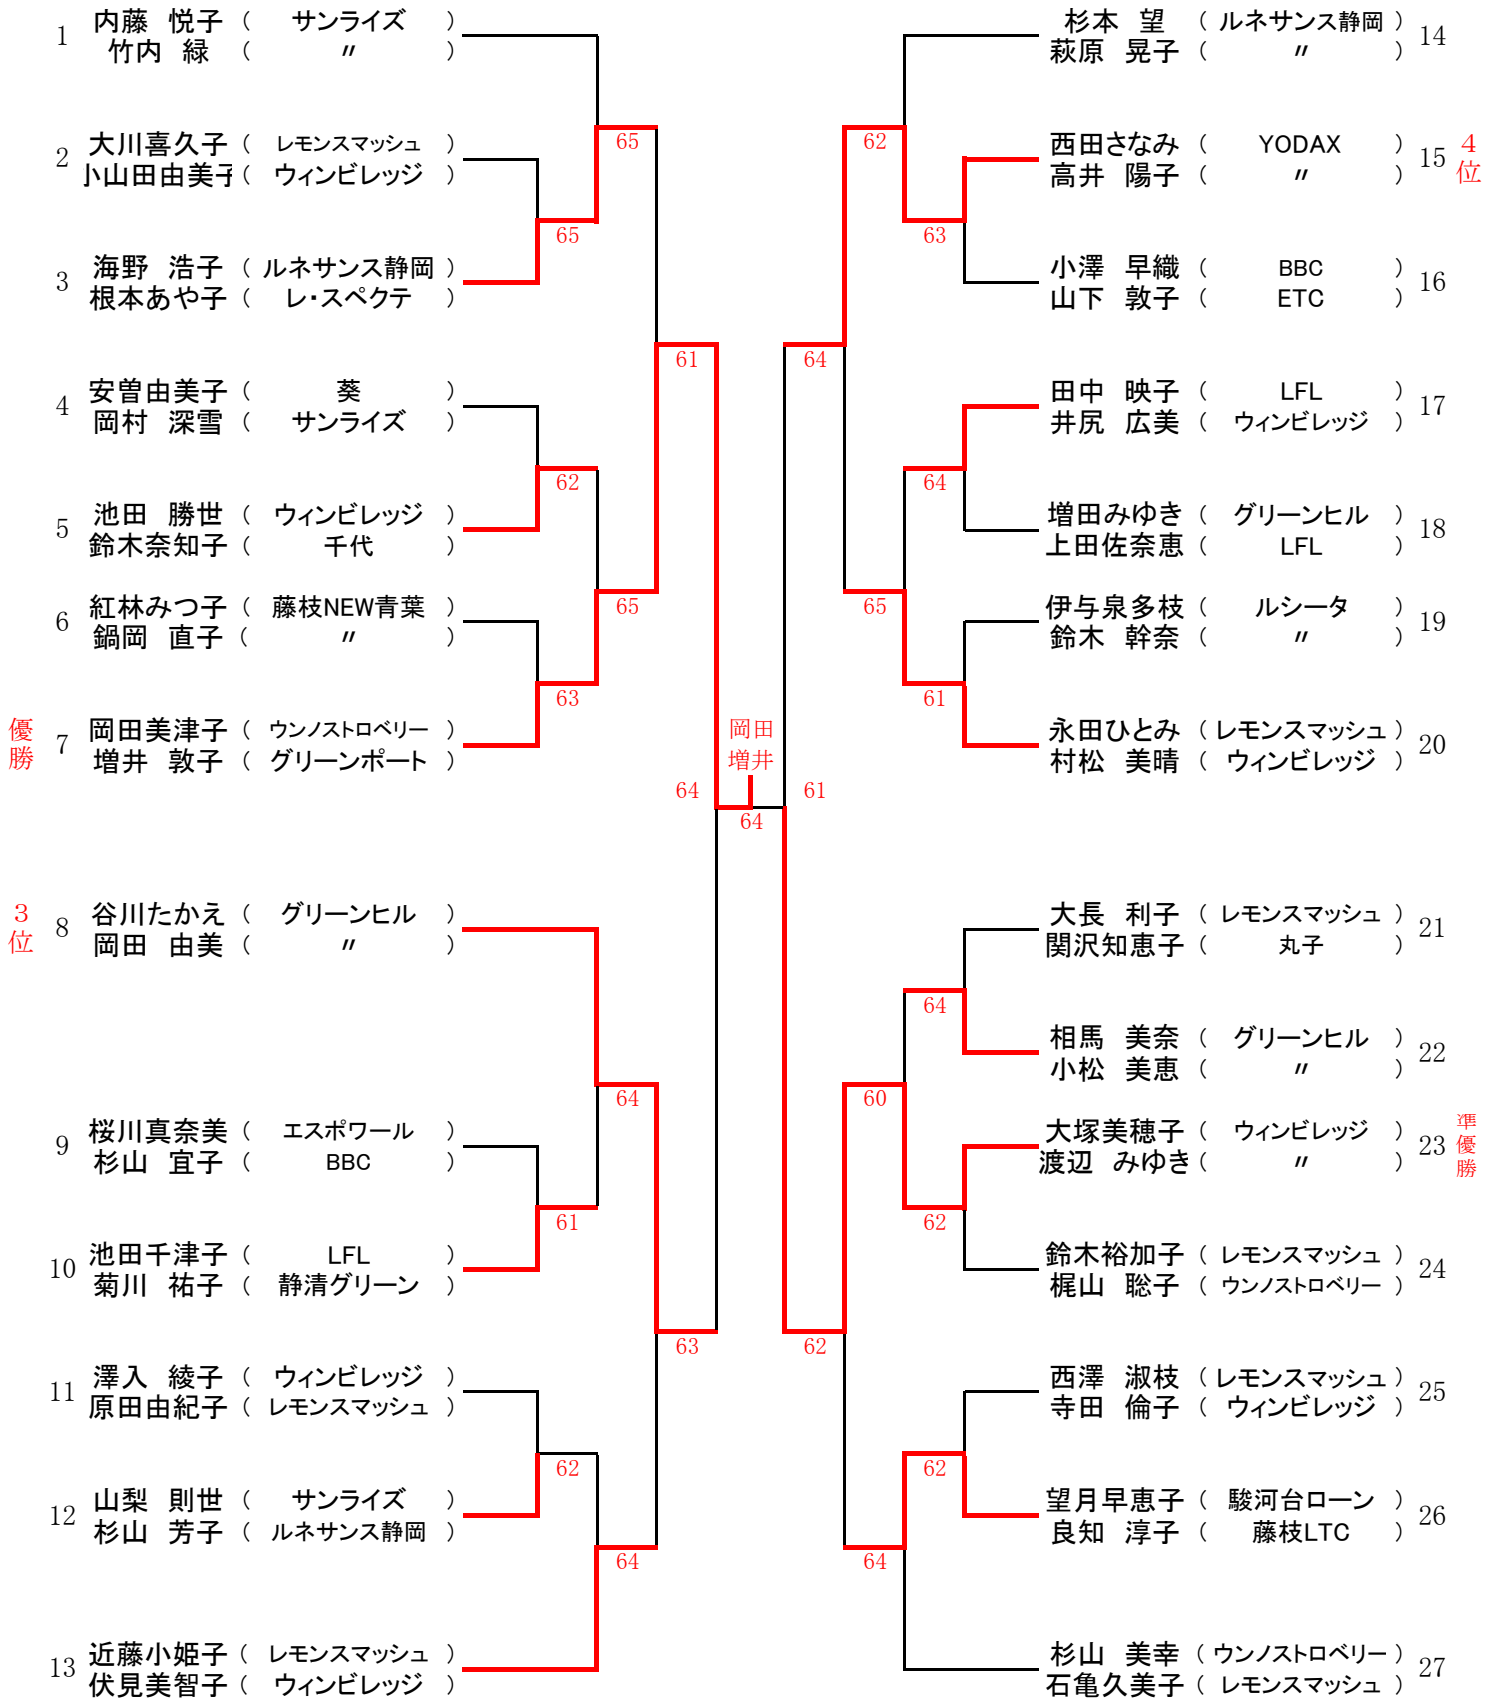 1 内藤 悦子 ( サンライズ )
竹内 緑 ( 〃 )
2 大川喜久子 ( レモンスマッシュ )
小山田由美子 ( ウィンビレッジ )
3 海野 浩子 ( ルネサンス静岡 )
根本あや子 ( レ・スペクテ )
4 安曽由美子 ( 葵 )
岡村 深雪 ( サンライズ )
5 池田 勝世 ( ウィンビレッジ )
鈴木奈知子 ( 千代 )
6 紅林みつ子 ( 藤枝NEW青葉 )
鍋岡 直子 ( 〃 )
優勝 7 岡田美津子 ( ウンノストロベリー )
増井 敦子 ( グリーンポート )
3位 8 谷川たかえ ( グリーンヒル )
岡田 由美 ( 〃 )
9 桜川真奈美 ( エスポワール )
杉山 宜子 ( BBC )
10 池田千津子 ( LFL )
菊川 祐子 ( 静清グリーン )
11 澤入 綾子 ( ウィンビレッジ )
原田由紀子 ( レモンスマッシュ )
12 山梨 則世 ( サンライズ )
杉山 芳子 ( ルネサンス静岡 )
13 近藤小姫子 ( レモンスマッシュ )
伏見美智子 ( ウィンビレッジ )
65
65
61
62
65
63
64
64
61
63
62
64
岡田
増井
64
61
62
63
64
64
65
61
64
60
62
62
62
64
杉本 望 ( ルネサンス静岡 ) 14
萩原 晃子 ( 〃 )
西田さなみ ( YODAX ) 15 4位
高井 陽子 ( 〃 )
小澤 早織 ( BBC ) 16
山下 敦子 ( ETC )
田中 映子 ( LFL ) 17
井尻 広美 ( ウィンビレッジ )
増田みゆき ( グリーンヒル ) 18
上田佐奈恵 ( LFL )
伊与泉多枝 ( ルシータ ) 19
鈴木 幹奈 ( 〃 )
永田ひとみ ( レモンスマッシュ ) 20
村松 美晴 ( ウィンビレッジ )
大長 利子 ( レモンスマッシュ ) 21
関沢知恵子 ( 丸子 )
相馬 美奈 ( グリーンヒル ) 22
小松 美恵 ( 〃 )
大塚美穂子 ( ウィンビレッジ ) 23 準優勝
渡辺 みゆき ( 〃 )
鈴木裕加子 ( レモンスマッシュ ) 24
梶山 聡子 ( ウンノストロベリー )
西澤 淑枝 ( レモンスマッシュ ) 25
寺田 倫子 ( ウィンビレッジ )
望月早恵子 ( 駿河台ローン ) 26
良知 淳子 ( 藤枝LTC )
杉山 美幸 ( ウンノストロベリー ) 27
石亀久美子 ( レモンスマッシュ )